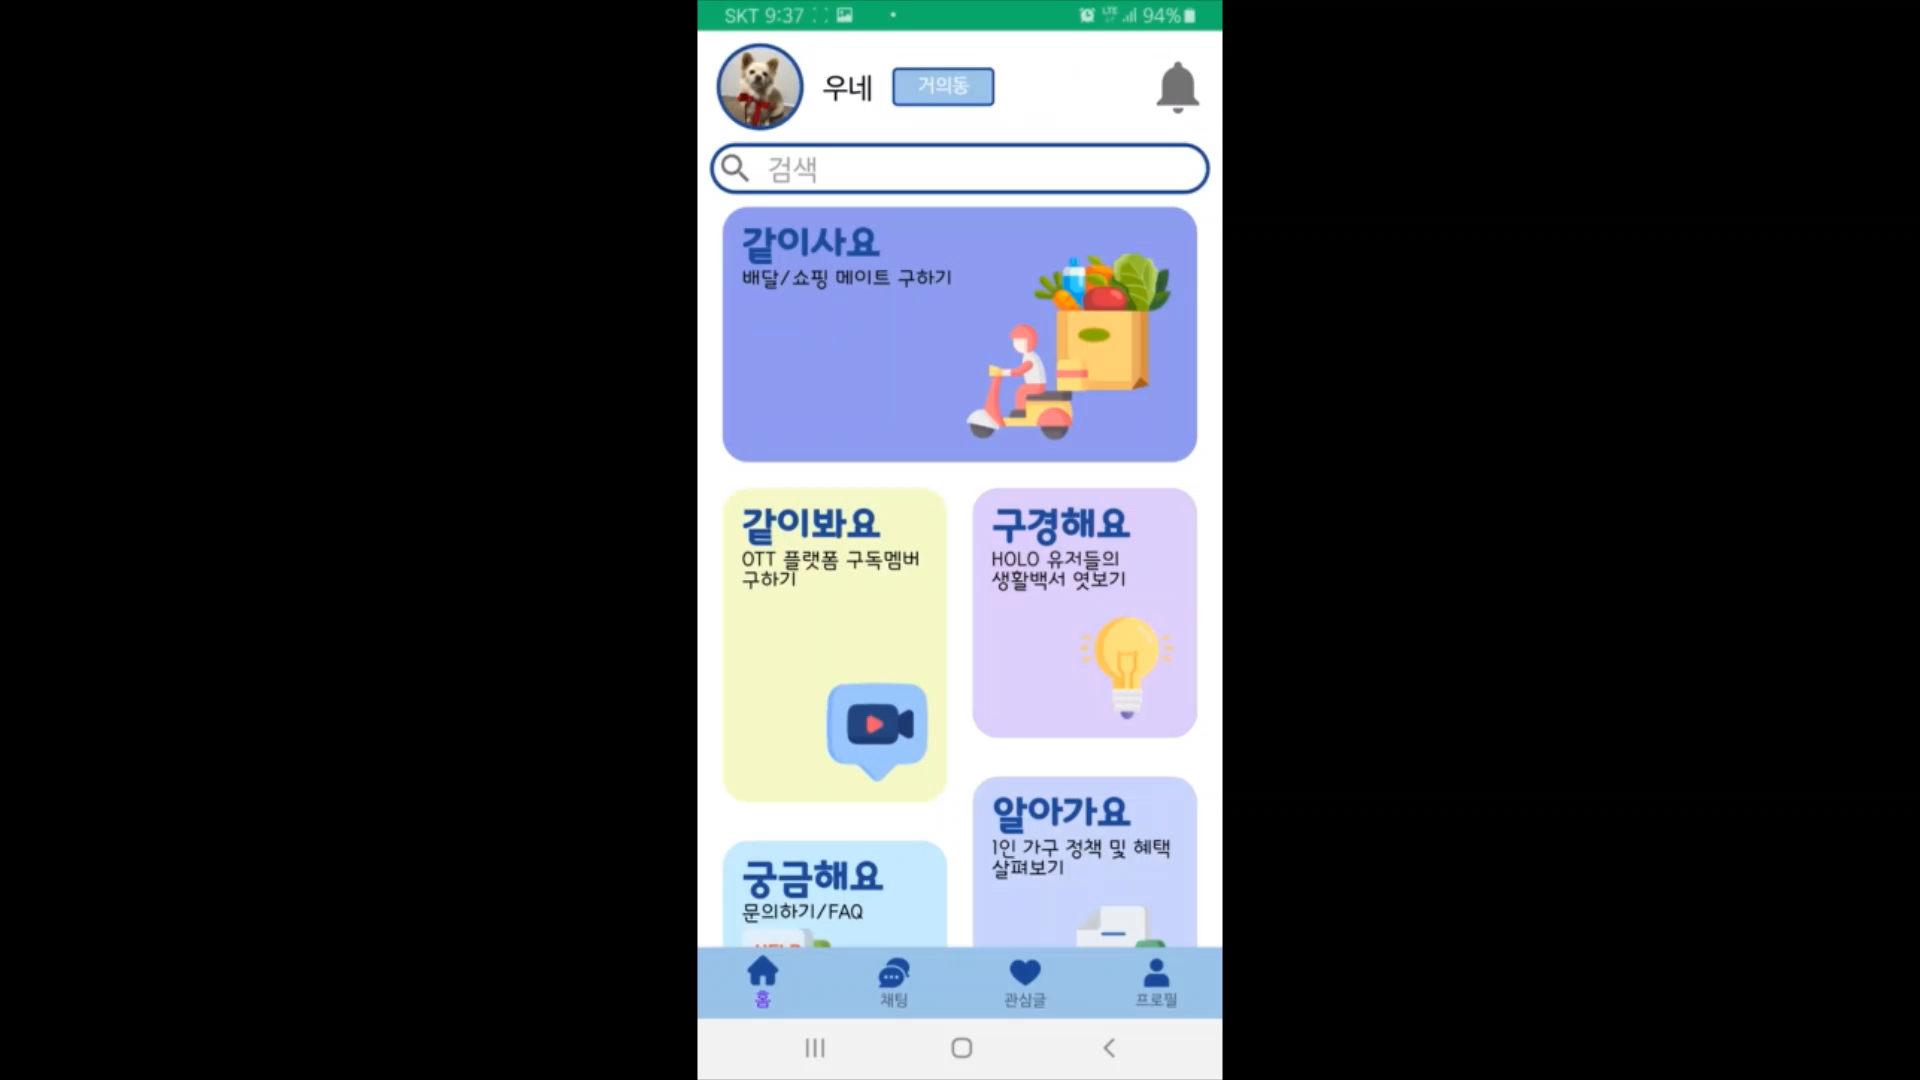 SKT 9:37
LTE 94%
우네
거의동
검색
같이사요
배달/쇼핑 메이트 구하기
같이봐요
OTT 플랫폼 구독멤버
구하기
구경해요
HOLO 유저들의
생활백서 엿보기
알아가요
1인 가구 정책 및 혜택
살펴보기
궁금해요
문의하기/FAQ
HELP
홈
채팅
관심글
프로필